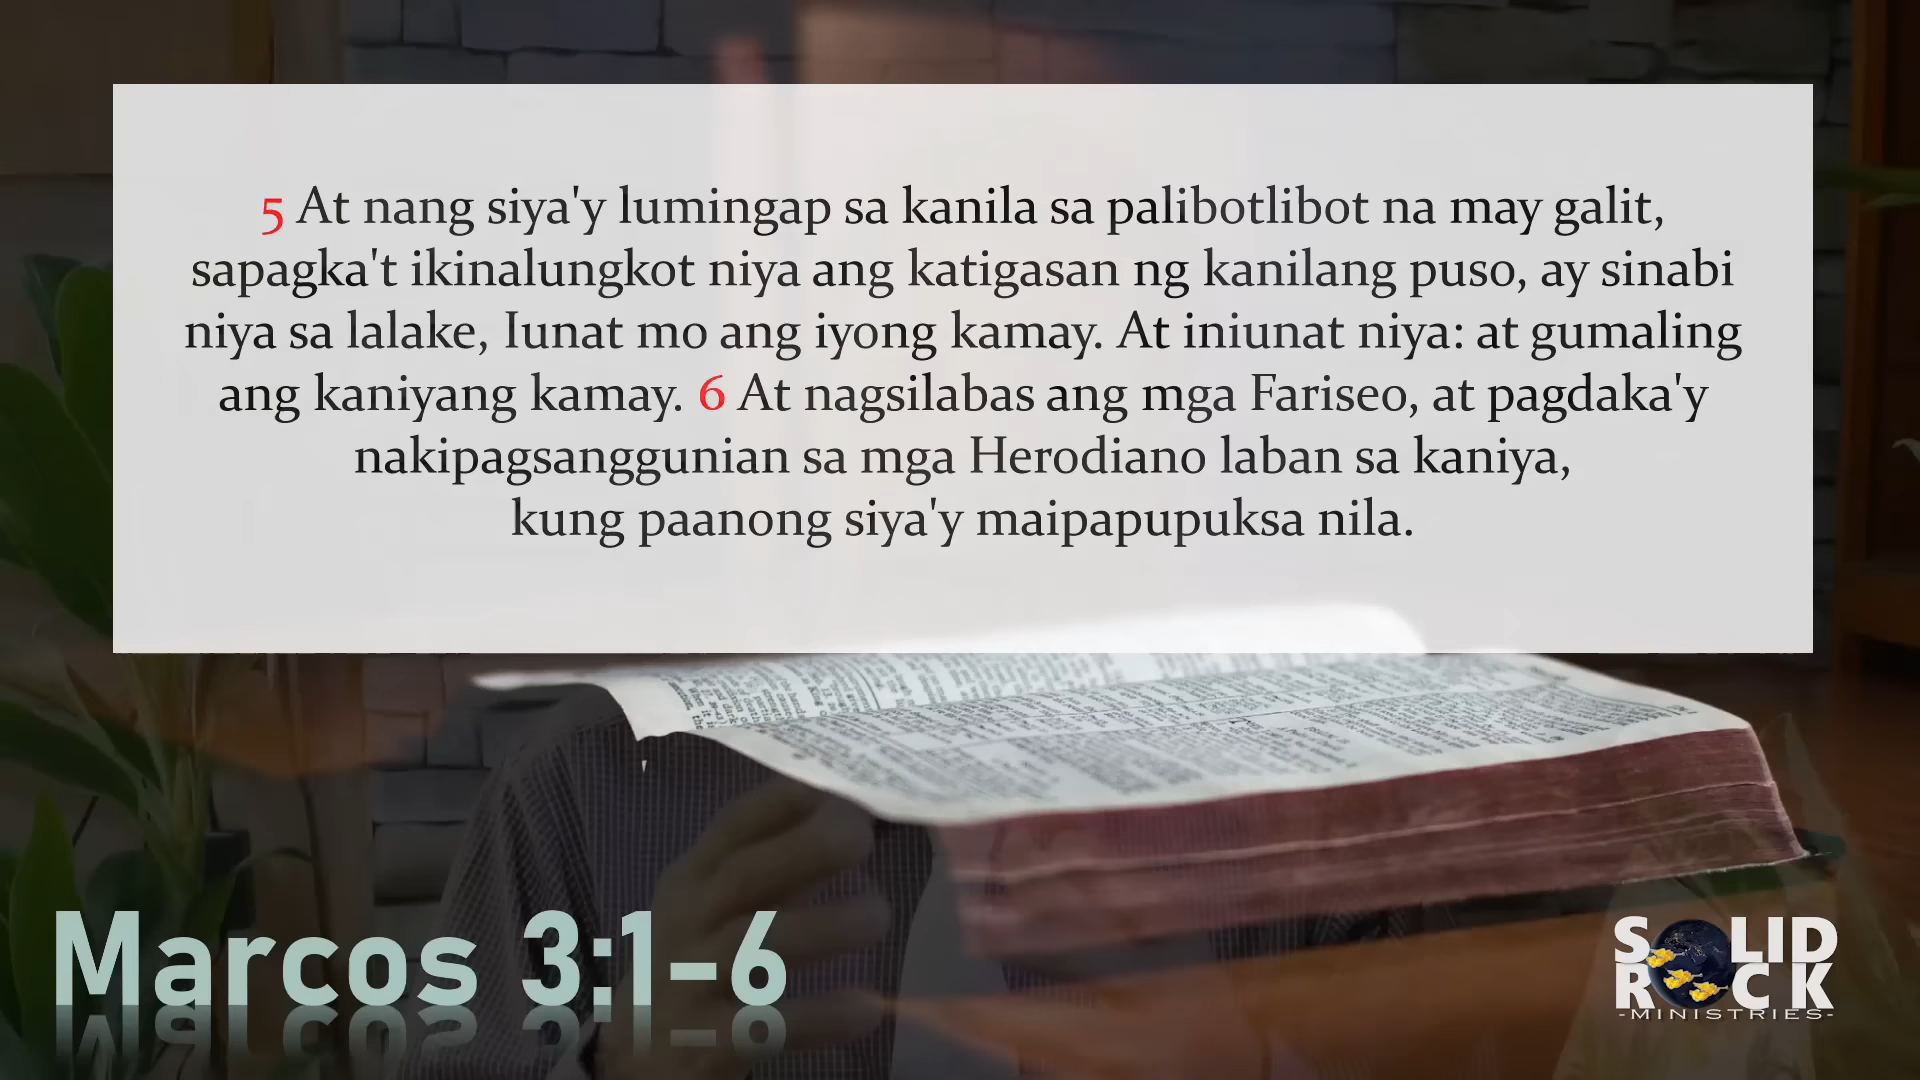 5 At nang siya'y lumingap sa kanila sa palibotlibot na may galit,
sapagka't ikinalungkot niya ang katigasan ng kanilang puso, ay sinabi
niya sa lalake, Iunat mo ang iyong kamay. At iniunat niya: at gumaling
ang kaniyang kamay. 6 At nagsilabas ang mga Fariseo, at pagdaka'y
nakipagsanggunian sa mga Herodiano laban sa kaniya,
kung paanong siya'y maipapupuksa nila.
Marcos 3:1-6
SOLID
ROCK
-MINISTRIES-